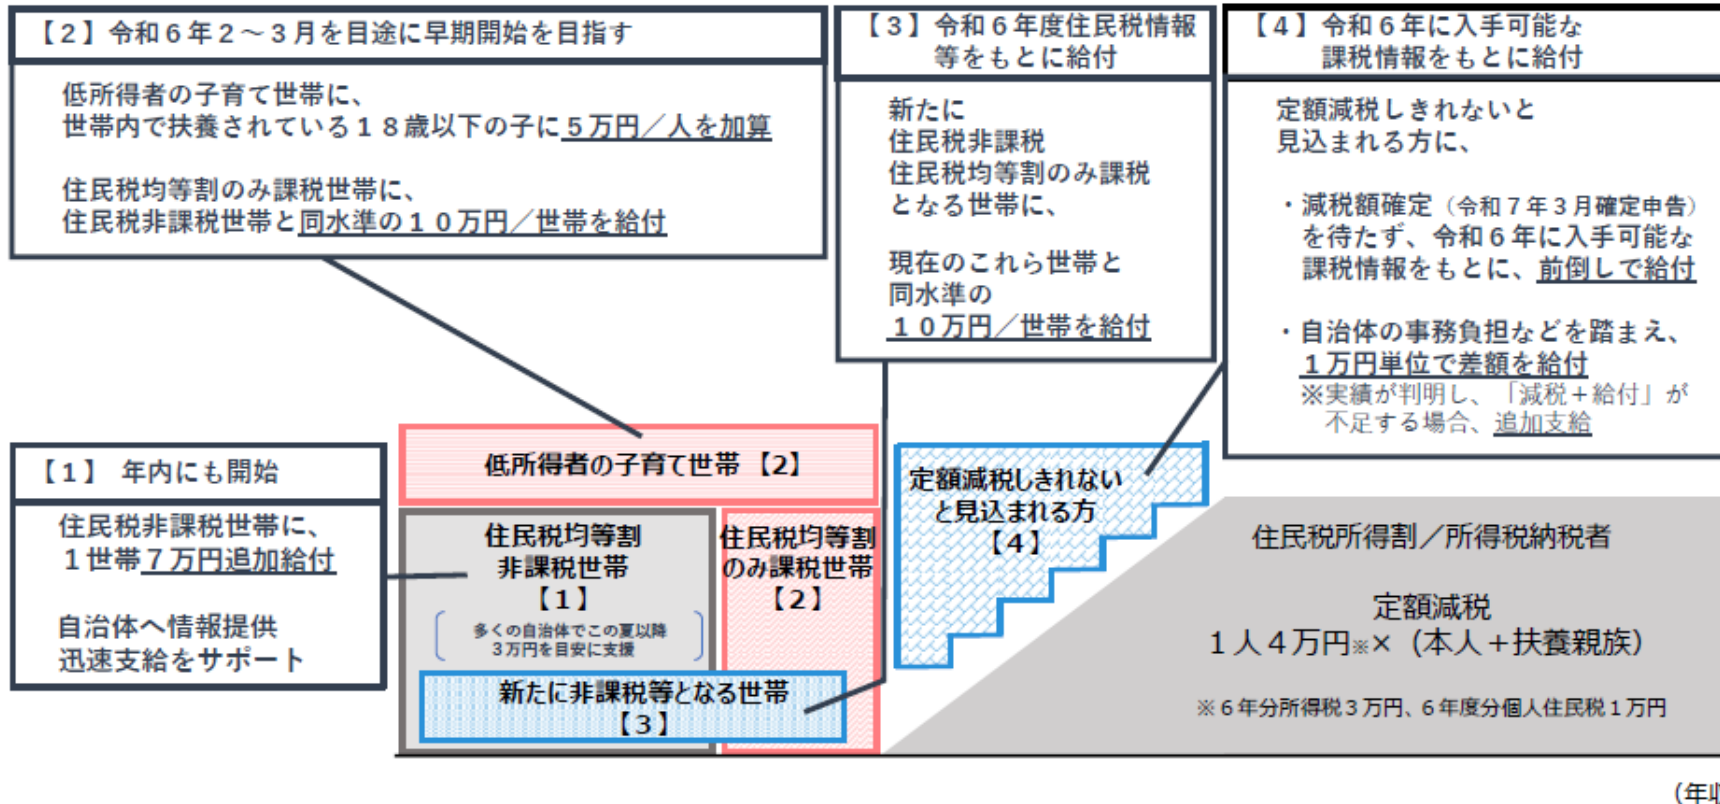 【２】令和６年２～３月を目途に早期開始を目指す
低所得者の子育て世帯に、
世帯内で扶養されている１８歳以下の子に５万円／人を加算
住民税均等割のみ課税世帯に、
住民税非課税世帯と同水準の１０万円／世帯を給付
【３】令和６年度住民税情報
等をもとに給付
新たに
住民税非課税
住民税均等割のみ課税
となる世帯に、
現在のこれら世帯と
同水準の
１０万円／世帯を給付
【４】令和６年に入手可能な
課税情報をもとに給付
定額減税しきれないと
見込まれる方に、
・減税額確定（令和７年３月確定申告）
を待たず、令和６年に入手可能な
課税情報をもとに、前倒しで給付
・自治体の事務負担などを踏まえ、
１万円単位で差額を給付
※実績が判明し、「減税＋給付」が
不足する場合、追加支給
【１】 年内にも開始
住民税非課税世帯に、
１世帯７万円追加給付
自治体へ情報提供
迅速支給をサポート
低所得者の子育て世帯【2】
住民税均等割
非課税世帯
【1】
多くの自治体でこの夏以降
３万円を目安に支援
住民税均等割
のみ課税世帯
【2】
新たに非課税等となる世帯
【3】
定額減税しきれない
と見込まれる方
【4】
住民税所得割／所得税納税者
定額減税
１人４万円※×（本人＋扶養親族）
※６年分所得税３万円、６年度分個人住民税１万円
（年収